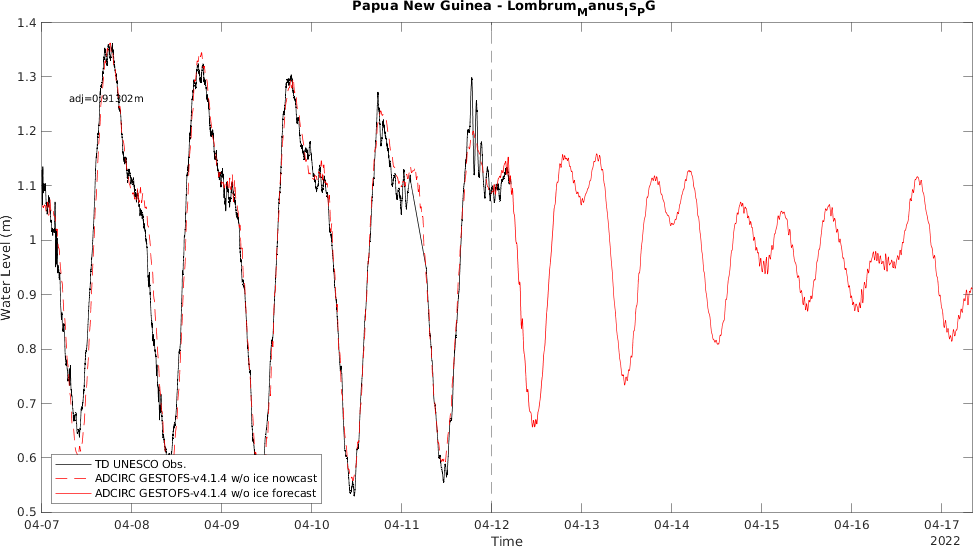 Papua New Guinea - LombrumManusIsPG
1.4
1.3
adj=0.91302m
1.2
1.1
1
0.9
0.8
0.7
0.6
0.5
Water Level (m)
TD UNESCO Obs.
ADCIRC GESTOFS-v4.1.4 w/o ice nowcast
ADCIRC GESTOFS-v4.1.4 w/o ice forecast
04-07 04-08 04-09 04-10 04-11 04-12 04-13 04-14 04-15 04-16 04-17
Time
2022